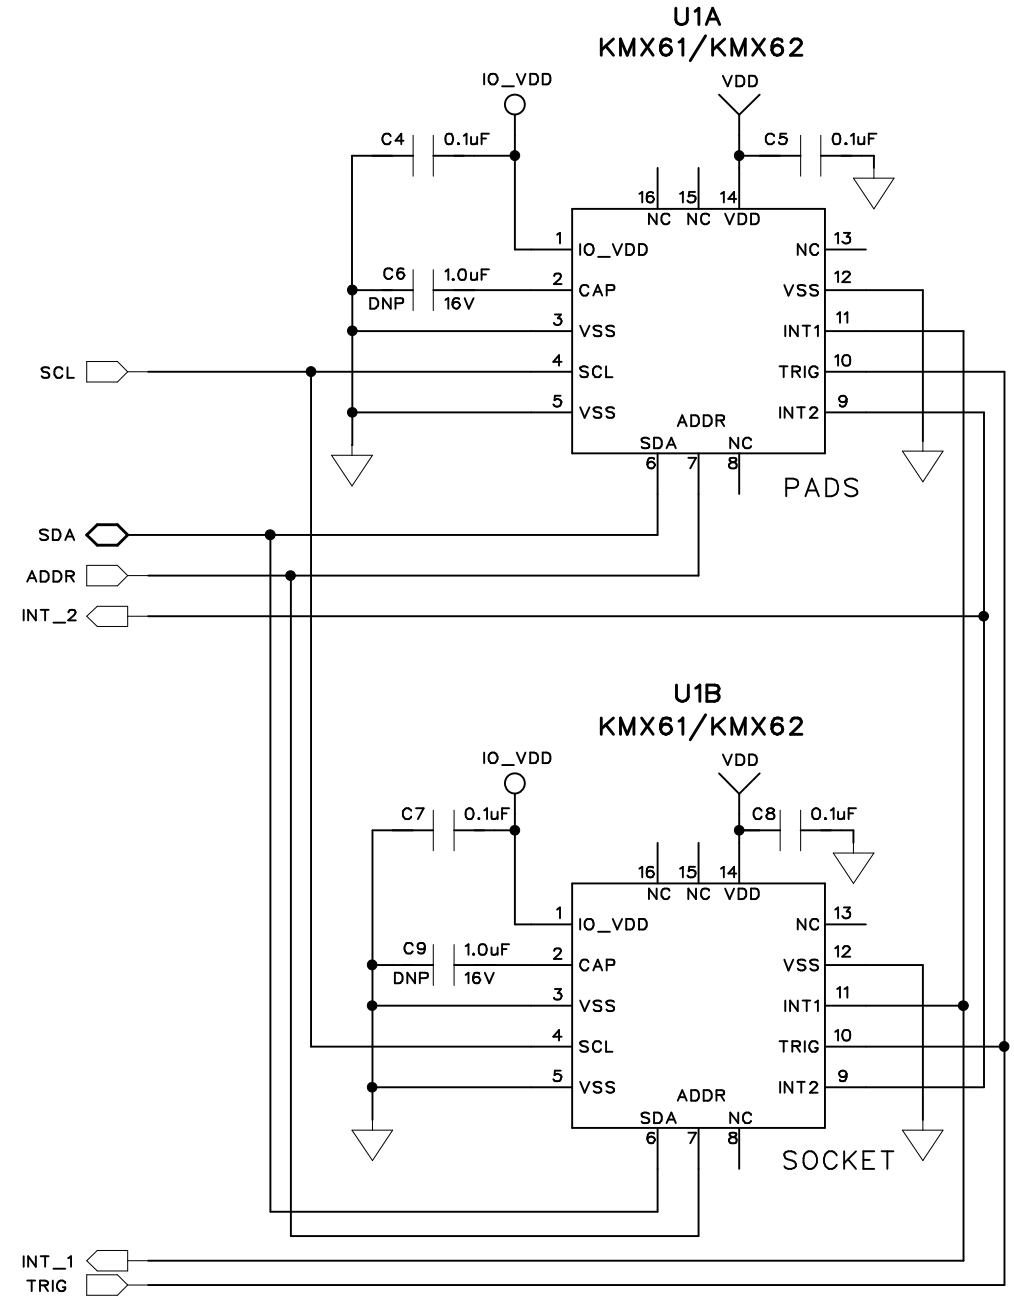 U1A
KMX61/KMX62
IO_VDD
VDD
C4 0.1uF
C5 0.1uF
16 15 14
NC NC VDD
1 IO_VDD
NC 13
C6 1.0uF
DNP 16V
2 CAP
VSS 12
3 VSS
INT1 11
SCL
4 SCL
TRIG 10
5 VSS
INT2 9
ADDR
SDA NC
6 7 8
PADS
SDA
ADDR
INT_2
U1B
KMX61/KMX62
IO_VDD
VDD
C7 0.1uF
C8 0.1uF
16 15 14
NC NC VDD
1 IO_VDD
NC 13
C9 1.0uF
DNP 16V
2 CAP
VSS 12
3 VSS
INT1 11
4 SCL
TRIG 10
5 VSS
INT2 9
ADDR
SDA NC
6 7 8
SOCKET
INT_1
TRIG